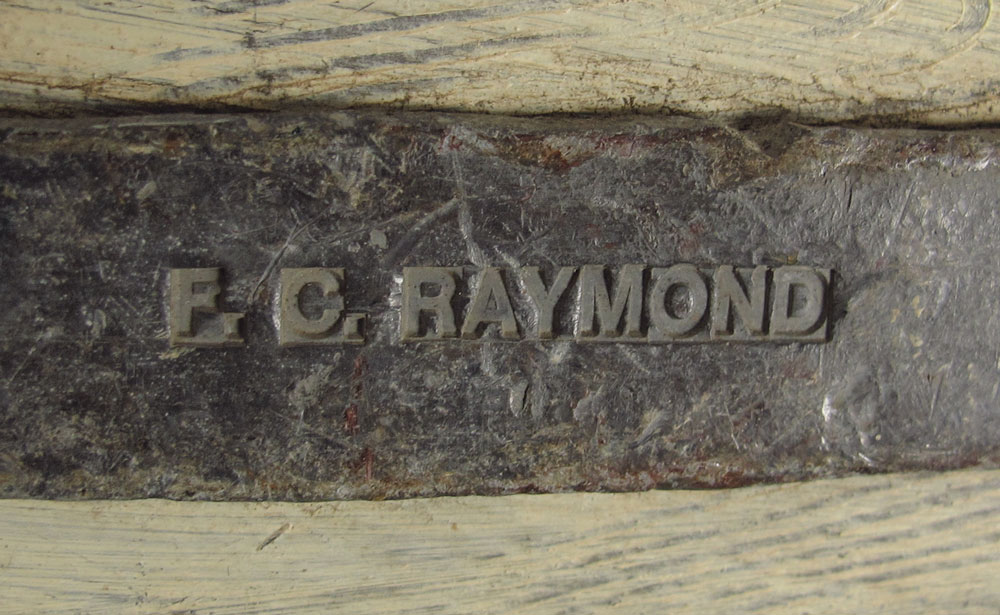 F. C. RAYMOND